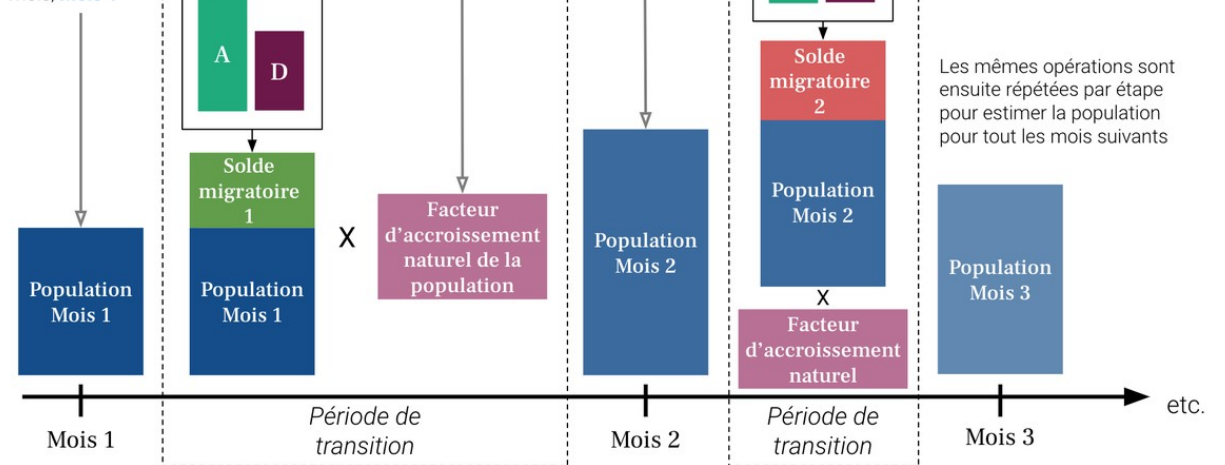 A
D
Solde
migratoire
1
Solde
migratoire
2
Les mêmes opérations sont
ensuite répétées par étape
pour estimer la population
pour tout les mois suivants
Population
Mois 1
Population
Mois 1
X
Facteur
d'accroissement
naturel de la
population
Population
Mois 2
Population
Mois 2
X
Facteur
d'accroissement
naturel
Population
Mois 3
etc.
Mois 1
Période de
transition
Mois 2
Période de
transition
Mois 3